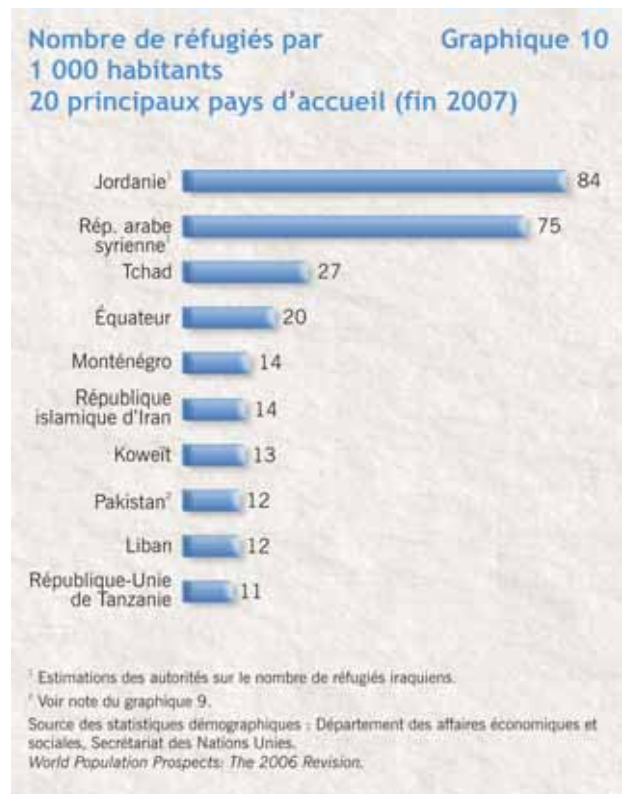 Nombre de réfugiés par
1 000 habitants
20 principaux pays d'accueil (fin 2007)
Graphique 10
Jordanie¹ 84
Rép. arabe
syrienne¹ 75
Tchad 27
Équateur 20
Monténégro 14
République
islamique d'Iran 14
Koweït 13
Pakistan² 12
Liban 12
République-Unie
de Tanzanie 11
¹ Estimations des autorités sur le nombre de réfugiés iraquiens.
² Voir note du graphique 9.
Source des statistiques démographiques : Département des affaires économiques et
sociales, Secrétariat des Nations Unies.
World Population Prospects: The 2006 Revision.